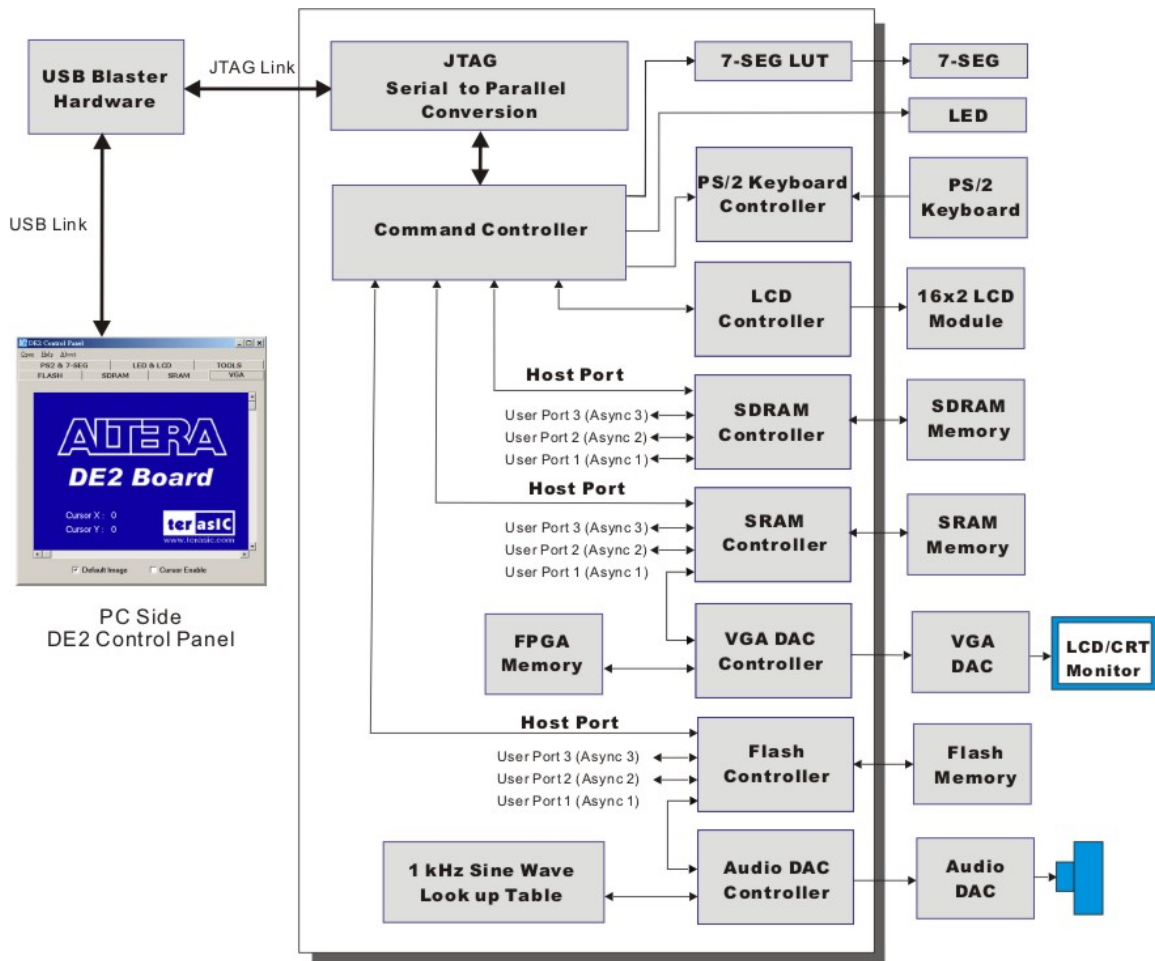 USB Blaster
Hardware
JTAG Link
JTAG
Serial to Parallel
Conversion
7-SEG LUT
7-SEG
LED
PS/2 Keyboard
Controller
PS/2
Keyboard
Command Controller
USB Link
LCD
Controller
16x2 LCD
Module
DE2 Control Panel
Open Help About
PS2 & 7-SEG LED & LCD TOOLS
FLASH SDRAM SRAM VGA
ALTERA
DE2 Board
Cursor X : 0
Cursor Y : 0
terasIC
www.terasic.com
Default Image Cursor Enable
PC Side
DE2 Control Panel
Host Port
User Port 3 (Async 3)
User Port 2 (Async 2)
User Port 1 (Async 1)
SDRAM
Controller
SDRAM
Memory
Host Port
User Port 3 (Async 3)
User Port 2 (Async 2)
User Port 1 (Async 1)
SRAM
Controller
SRAM
Memory
FPGA
Memory
VGA DAC
Controller
VGA
DAC
LCD/CRT
Monitor
Host Port
User Port 3 (Async 3)
User Port 2 (Async 2)
User Port 1 (Async 1)
Flash
Controller
Flash
Memory
1 kHz Sine Wave
Look up Table
Audio DAC
Controller
Audio
DAC